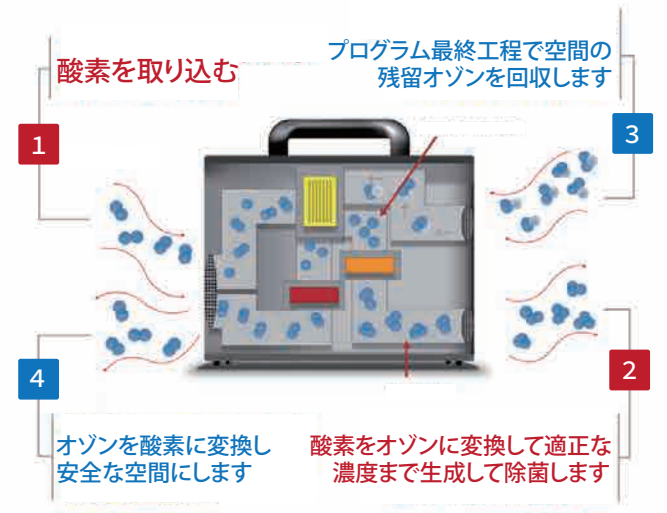 酸素を取り込む
1
プログラム最終工程で空間の
残留オゾンを回収します
3
4
オゾンを酸素に変換し
安全な空間にします
2
酸素をオゾンに変換して適正な
濃度まで生成して除菌します